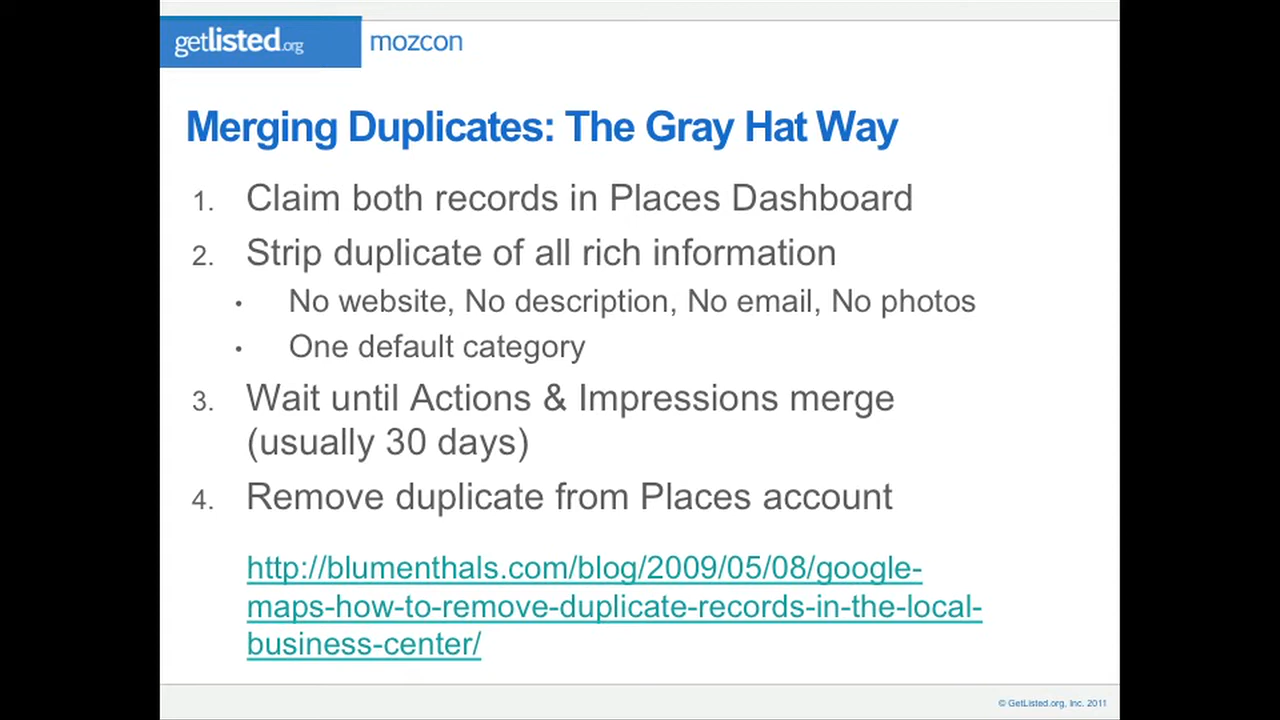 getlisted.org mozcon
Merging Duplicates: The Gray Hat Way
1. Claim both records in Places Dashboard
2. Strip duplicate of all rich information
• No website, No description, No email, No photos
• One default category
3. Wait until Actions & Impressions merge
(usually 30 days)
4. Remove duplicate from Places account
http://blumenthals.com/blog/2009/05/08/google-
maps-how-to-remove-duplicate-records-in-the-local-
business-center/
© GetListed.org, Inc. 2011